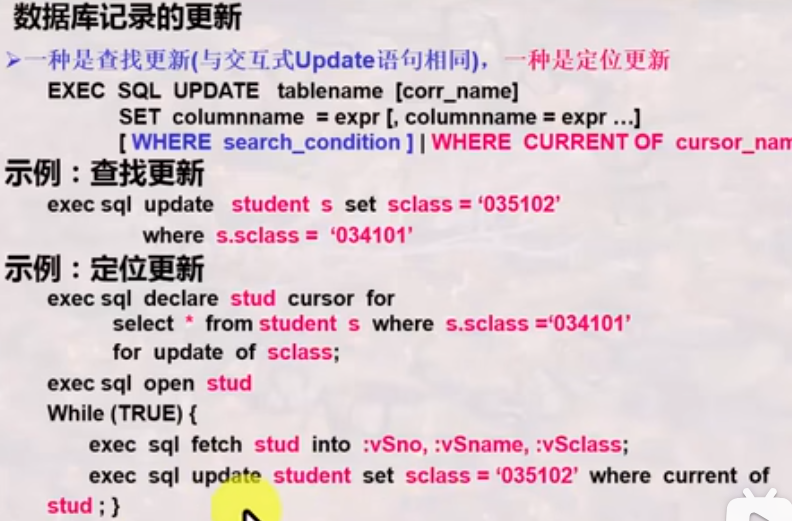 数据库记录的更新
➢一种是查找更新(与交互式Update语句相同)，一种是定位更新
EXEC SQL UPDATE tablename [corr_name]
SET columnname = expr [, columnname = expr ...]
[ WHERE search_condition ] | WHERE CURRENT OF cursor_nam
示例：查找更新
exec sql update student s set sclass = ‘035102’
where s.sclass = ‘034101’
示例：定位更新
exec sql declare stud cursor for
select * from student s where s.sclass =‘034101’
for update of sclass;
exec sql open stud
While (TRUE) {
exec sql fetch stud into :vSno, :vSname, :vSclass;
exec sql update student set sclass = ‘035102’ where current of
stud ; }